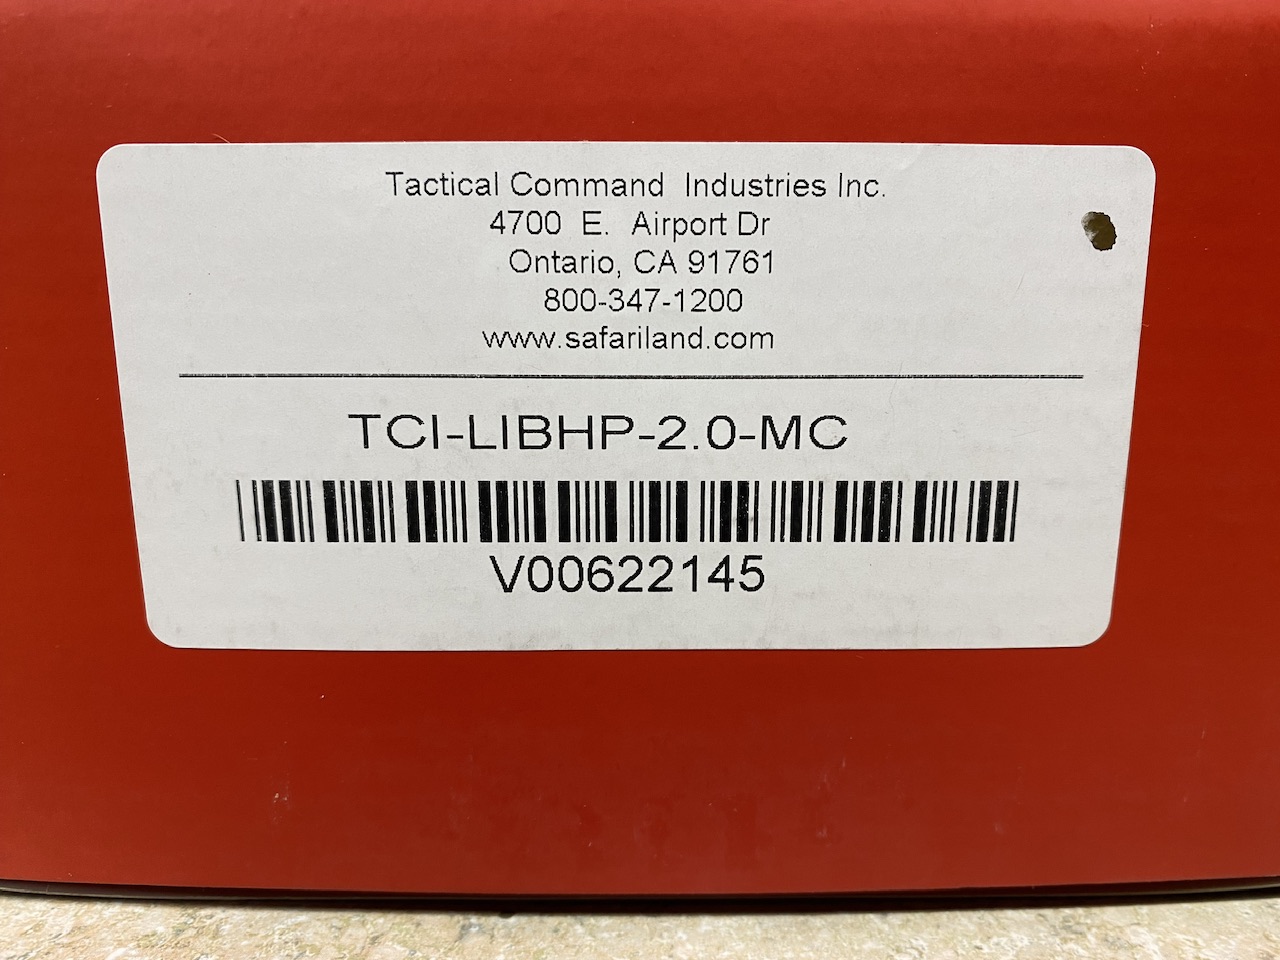 Tactical Command Industries Inc.
4700 E. Airport Dr
Ontario, CA 91761
800-347-1200
www.safariland.com
TCI-LIBHP-2.0-MC
V00622145